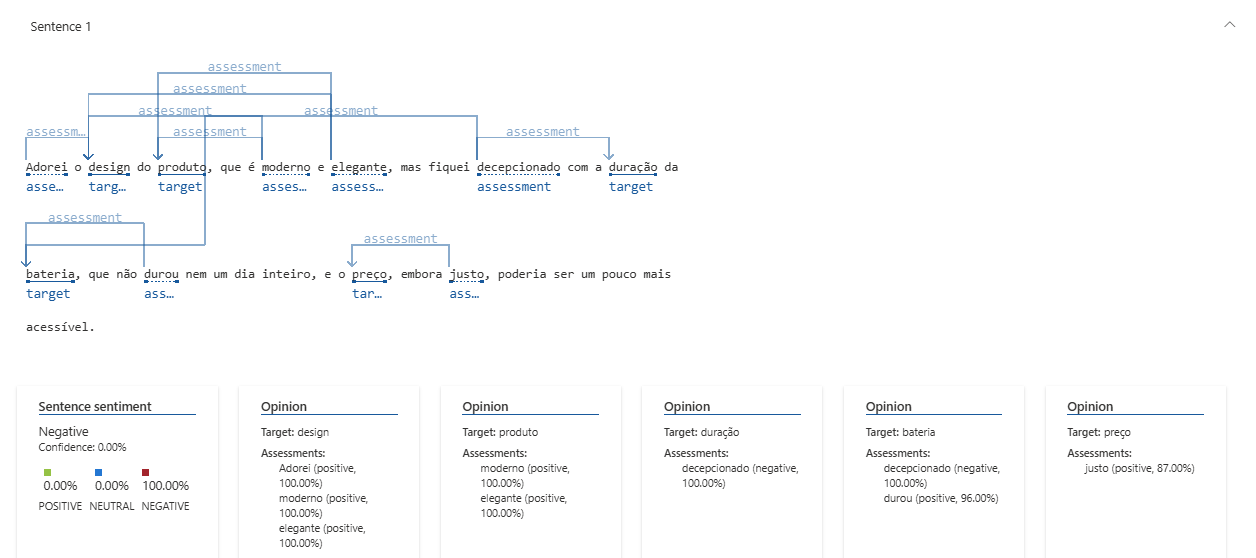 Sentence 1
assessment
assessment
assessment assessment
assessm… assessment assessment
Adorei o design do produto, que é moderno e elegante, mas fiquei decepcionado com a duração da
asse… targ… target asses… assess… assessment target
assessment
assessment
bateria, que não durou nem um dia inteiro, e o preço, embora justo, poderia ser um pouco mais
target ass… tar… ass…
acessível.
Sentence sentiment
Negative
Confidence: 0.00%
0.00% 0.00% 100.00%
POSITIVE NEUTRAL NEGATIVE
Opinion
Target: design
Assessments:
Adorei (positive,
100.00%)
moderno (positive,
100.00%)
elegante (positive,
100.00%)
Opinion
Target: produto
Assessments:
moderno (positive,
100.00%)
elegante (positive,
100.00%)
Opinion
Target: duração
Assessments:
decepcionado (negative,
100.00%)
Opinion
Target: bateria
Assessments:
decepcionado (negative,
100.00%)
durou (positive, 96.00%)
Opinion
Target: preço
Assessments:
justo (positive, 87.00%)